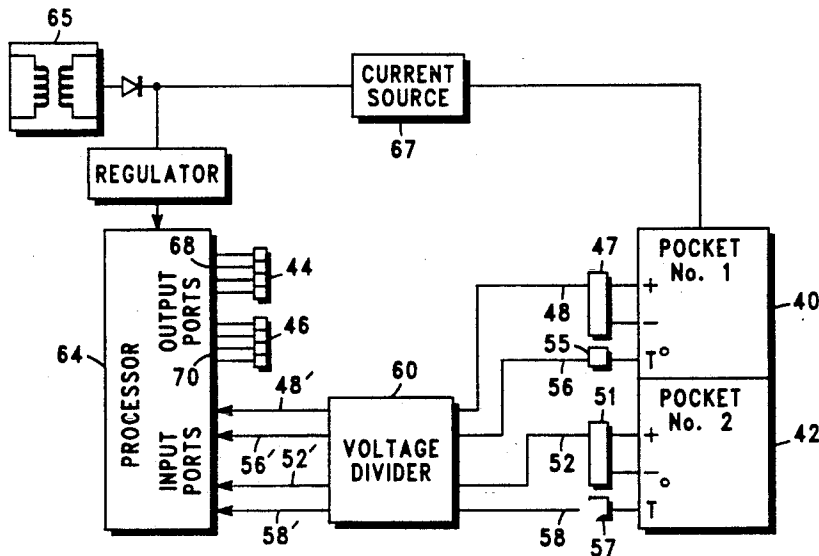 65
CURRENT
SOURCE
67
REGULATOR
68
44
OUTPUT
PORTS
46
70
64
PROCESSOR
INPUT
PORTS
48′
56′
52′
58′
60
VOLTAGE
DIVIDER
47
48
55
56
51
52
58
57
POCKET
No. 1
+
−
T°
40
POCKET
No. 2
+
−
°
T
42